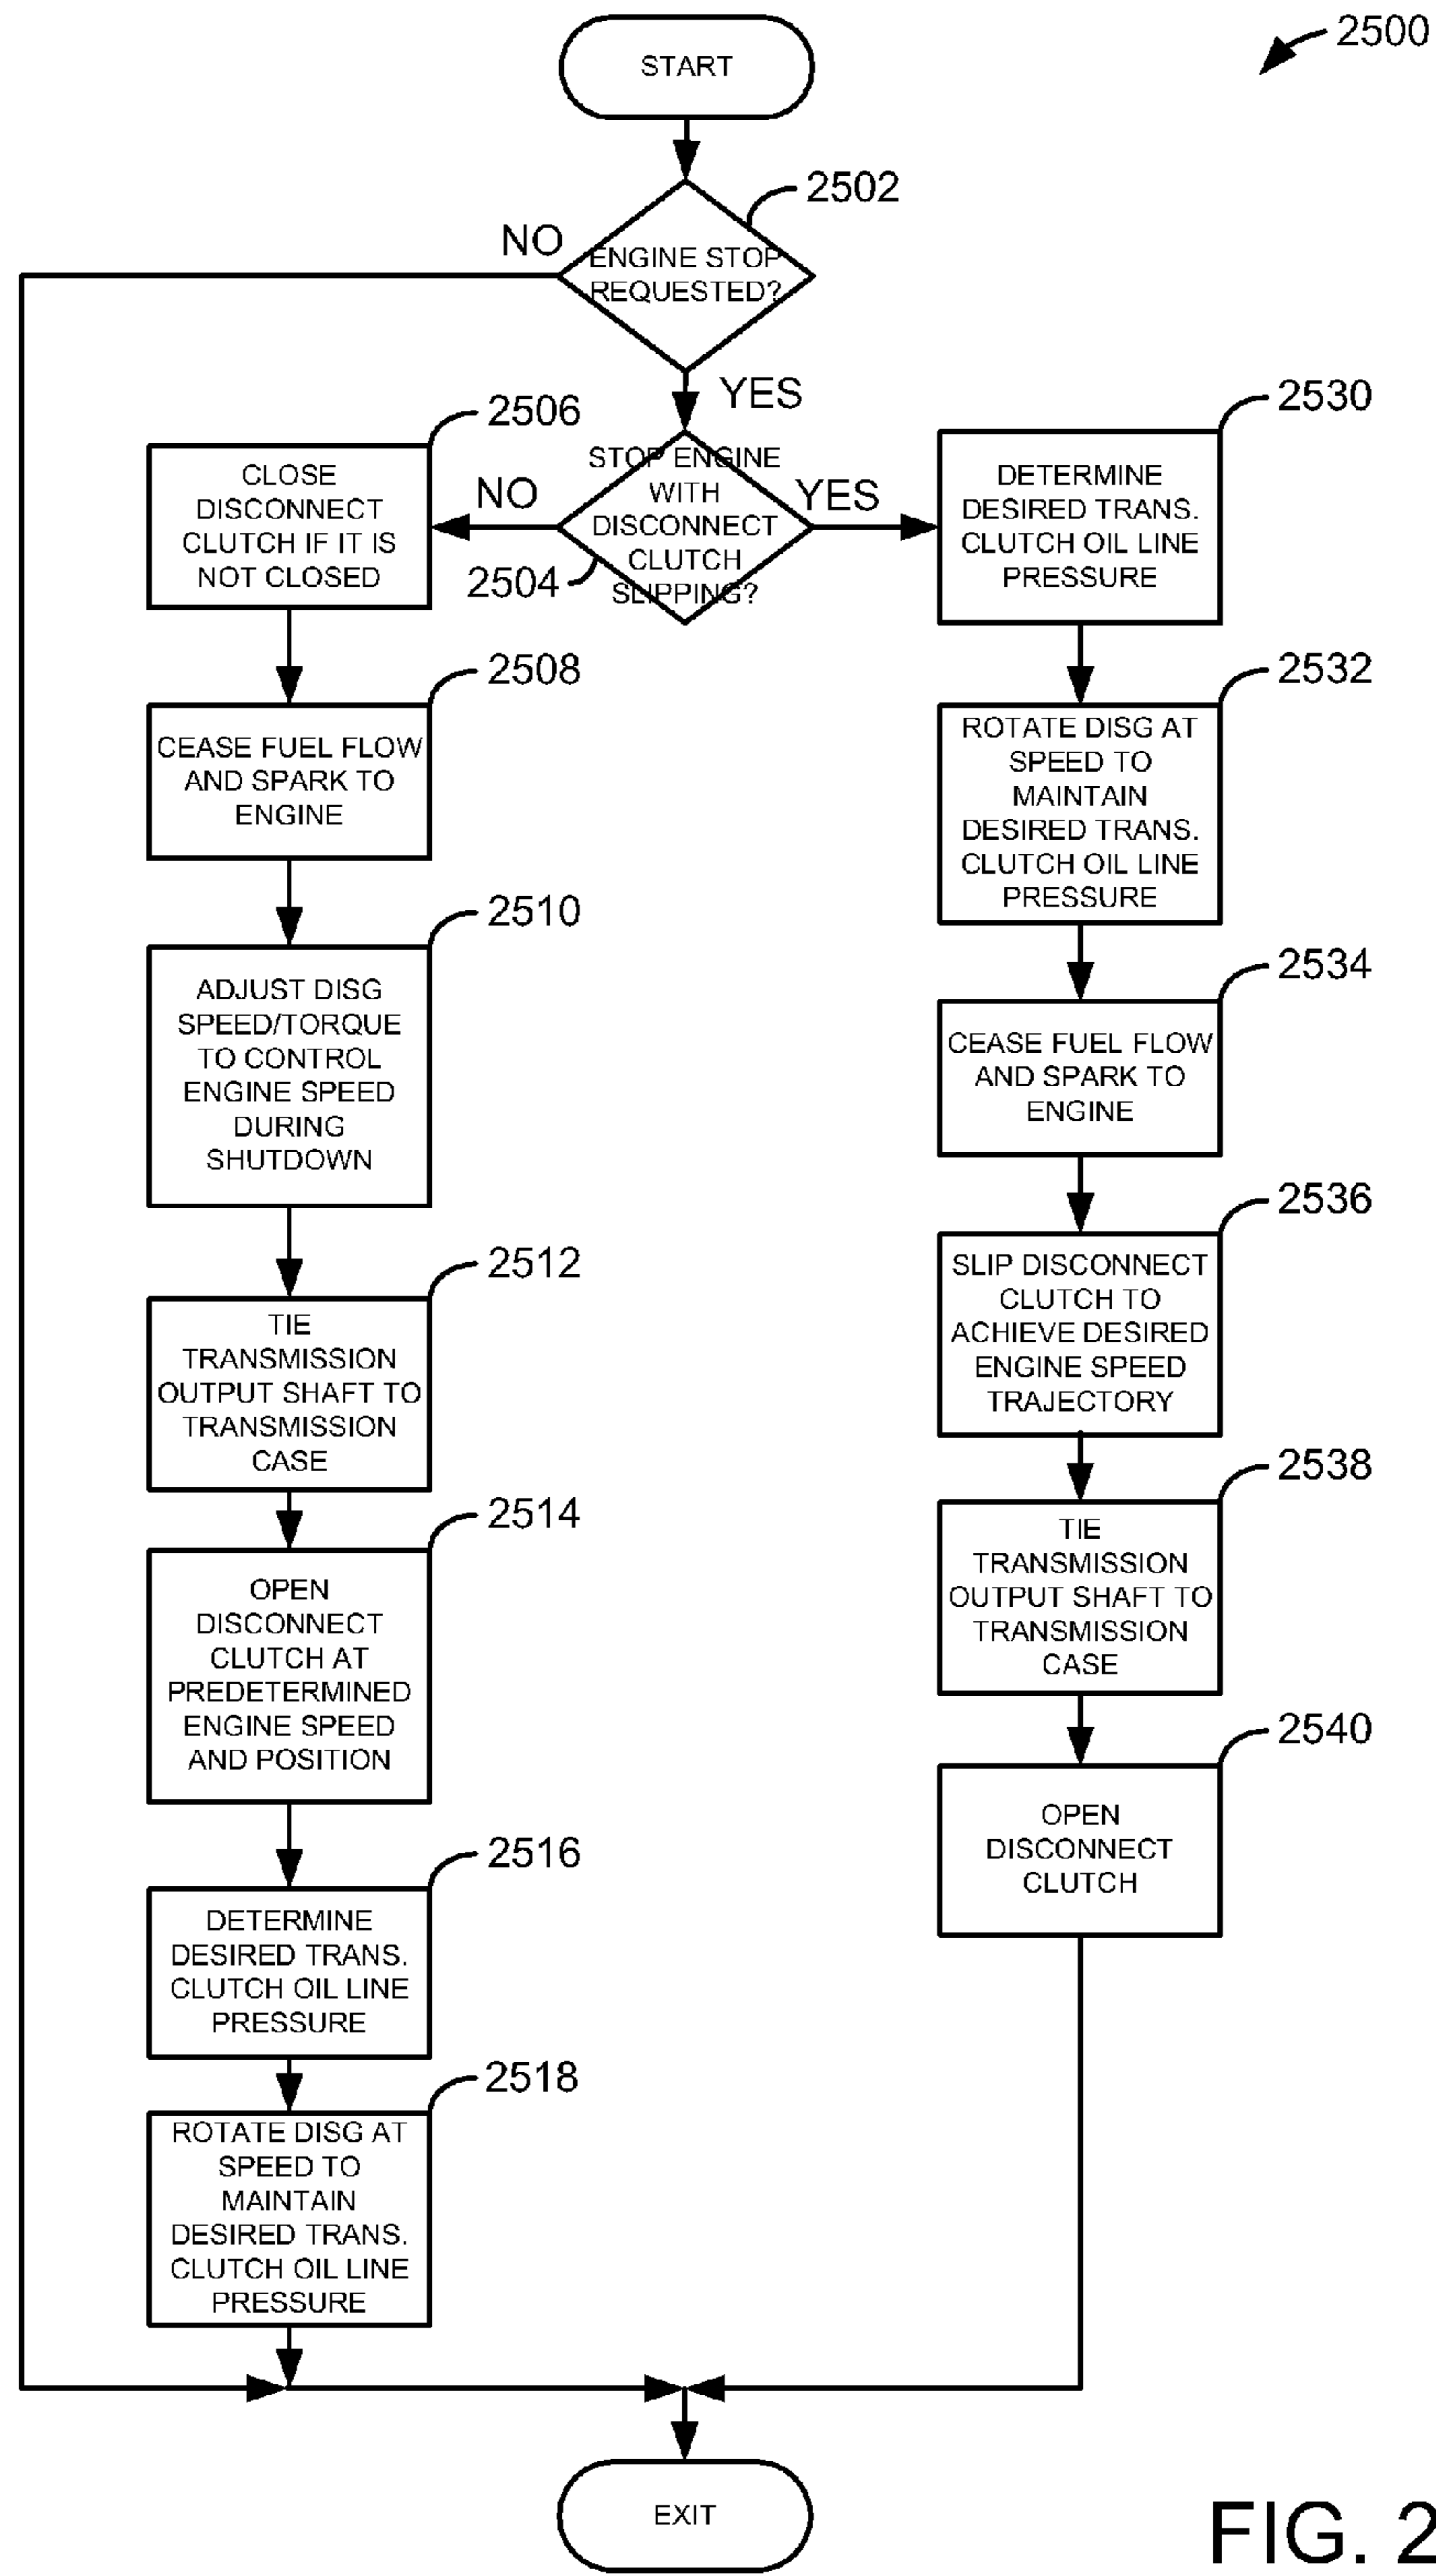 2500
START
2502
NO
ENGINE STOP
REQUESTED?
YES
2506
CLOSE
DISCONNECT
CLUTCH IF IT IS
NOT CLOSED
NO
STOP ENGINE
WITH
DISCONNECT
CLUTCH
SLIPPING?
2504
YES
2530
DETERMINE
DESIRED TRANS.
CLUTCH OIL LINE
PRESSURE
2508
CEASE FUEL FLOW
AND SPARK TO
ENGINE
2510
ADJUST DISG
SPEED/TORQUE
TO CONTROL
ENGINE SPEED
DURING
SHUTDOWN
2512
TIE
TRANSMISSION
OUTPUT SHAFT TO
TRANSMISSION
CASE
2514
OPEN
DISCONNECT
CLUTCH AT
PREDETERMINED
ENGINE SPEED
AND POSITION
2516
DETERMINE
DESIRED TRANS.
CLUTCH OIL LINE
PRESSURE
2518
ROTATE DISG AT
SPEED TO
MAINTAIN
DESIRED TRANS.
CLUTCH OIL LINE
PRESSURE
2532
ROTATE DISG AT
SPEED TO
MAINTAIN
DESIRED TRANS.
CLUTCH OIL LINE
PRESSURE
2534
CEASE FUEL FLOW
AND SPARK TO
ENGINE
2536
SLIP DISCONNECT
CLUTCH TO
ACHIEVE DESIRED
ENGINE SPEED
TRAJECTORY
2538
TIE
TRANSMISSION
OUTPUT SHAFT TO
TRANSMISSION
CASE
2540
OPEN
DISCONNECT
CLUTCH
EXIT
FIG. 2